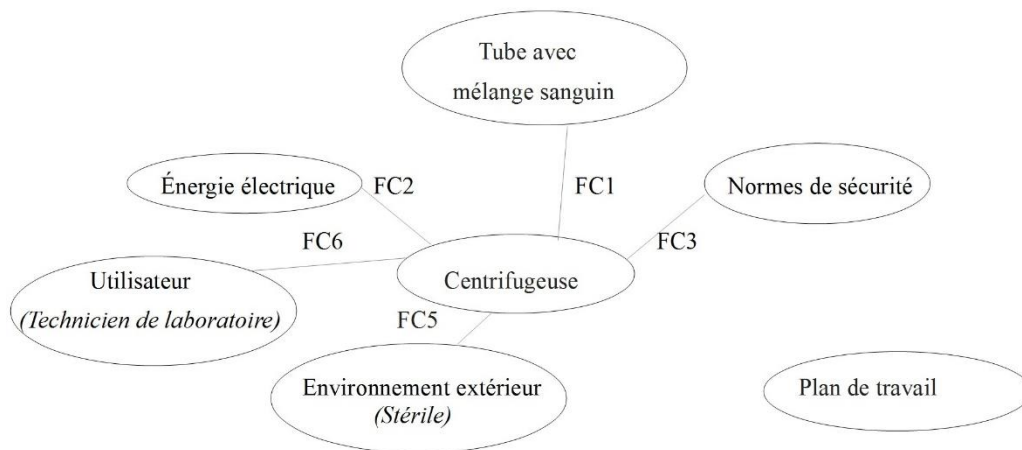 Tube avec
mélange sanguin
Énergie électrique
FC2
FC1
Normes de sécurité
FC6
FC3
Utilisateur
(Technicien de laboratoire)
Centrifugeuse
FC5
Environnement extérieur
(Stérile)
Plan de travail